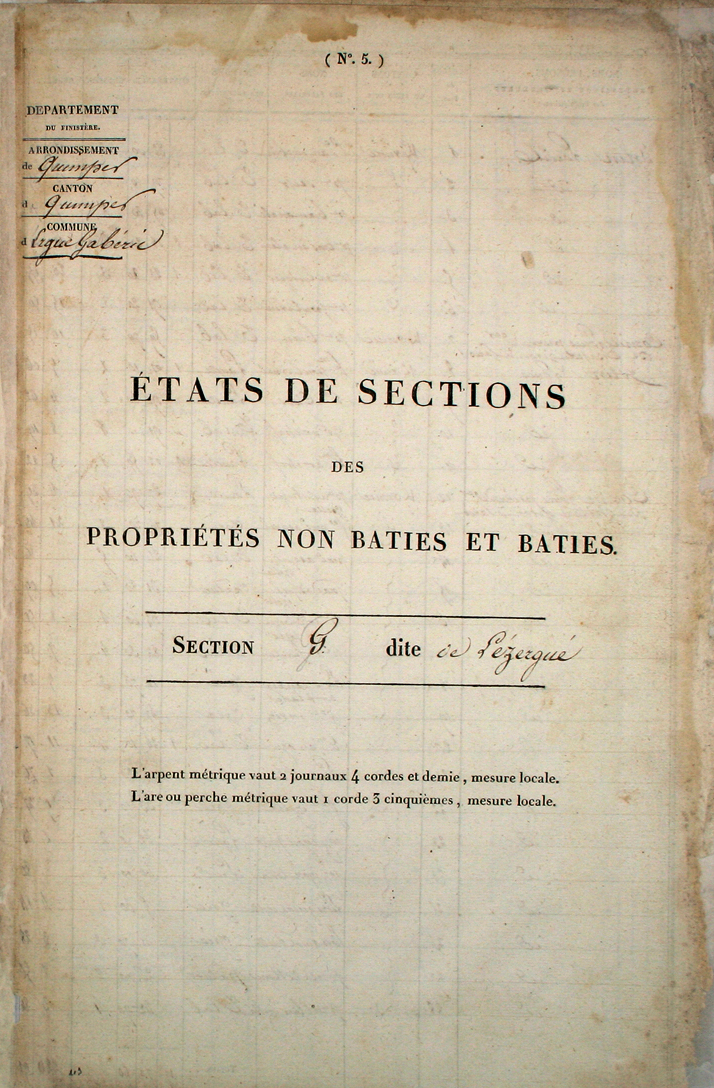 ( N°. 5. )
DEPARTEMENT
DU FINISTÈRE.
ARRONDISSEMENT
de Quimper
CANTON
d Quimper
COMMUNE
d Ergué Gabéric
ÉTATS DE SECTIONS
DES
PROPRIÉTÉS NON BATIES ET BATIES.
SECTION G. dite de Lézergué
L'arpent métrique vaut 2 journaux 4 cordes et demie, mesure locale.
L'are ou perche métrique vaut 1 corde 3 cinquièmes, mesure locale.